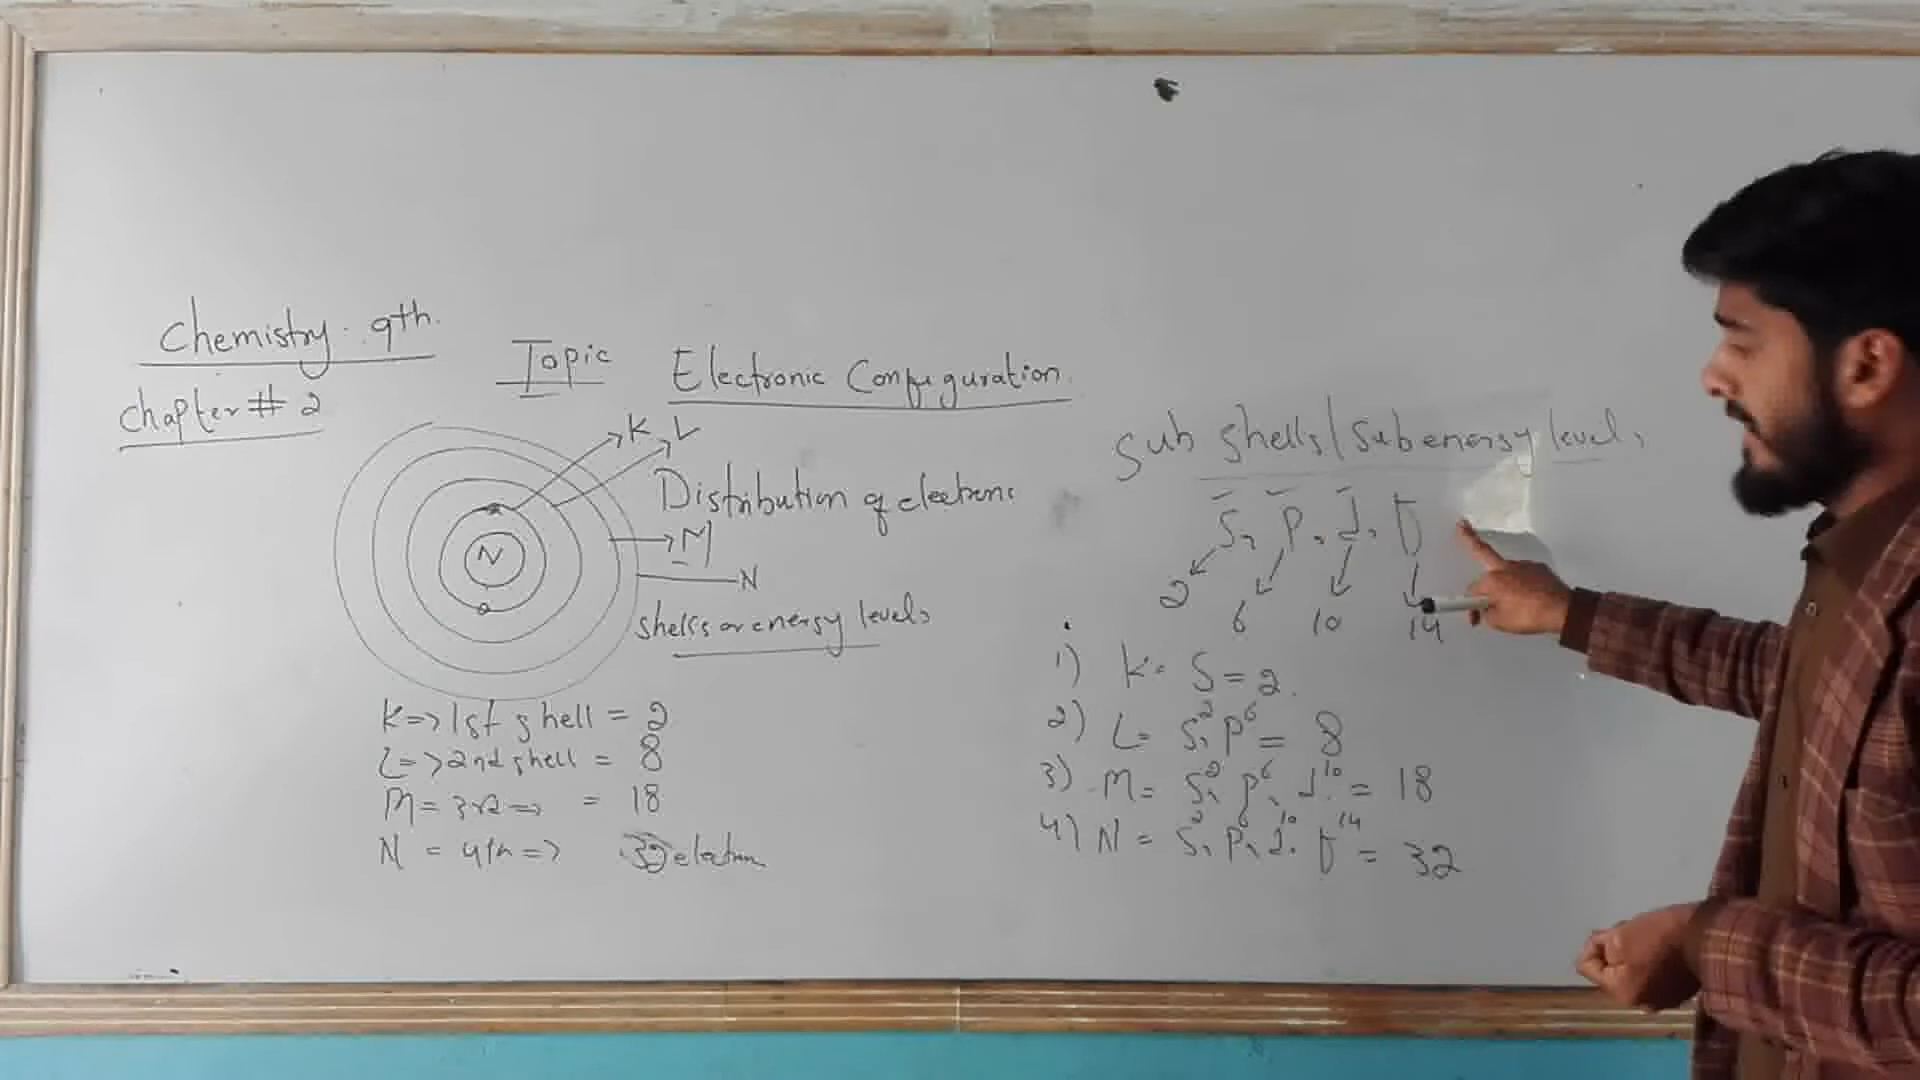 Chemistry. 9th.
Chapter # 2
Topic Electronic Configuration.
K L
Distribution of electrons
M
N
N
Shells or energy levels
K=> 1st shell = 2
L=> 2nd shell = 8
M= 3rd => = 18
N = 4th => 32 electron
Sub shells/Sub energy levels
s, p, d, f
2 6 10 14
1) K= S = 2.
2) L= S² P⁶ = 8
3) M= S², P⁶, d¹⁰ = 18
4) N = S², P⁶, d¹⁰, f¹⁴ = 32